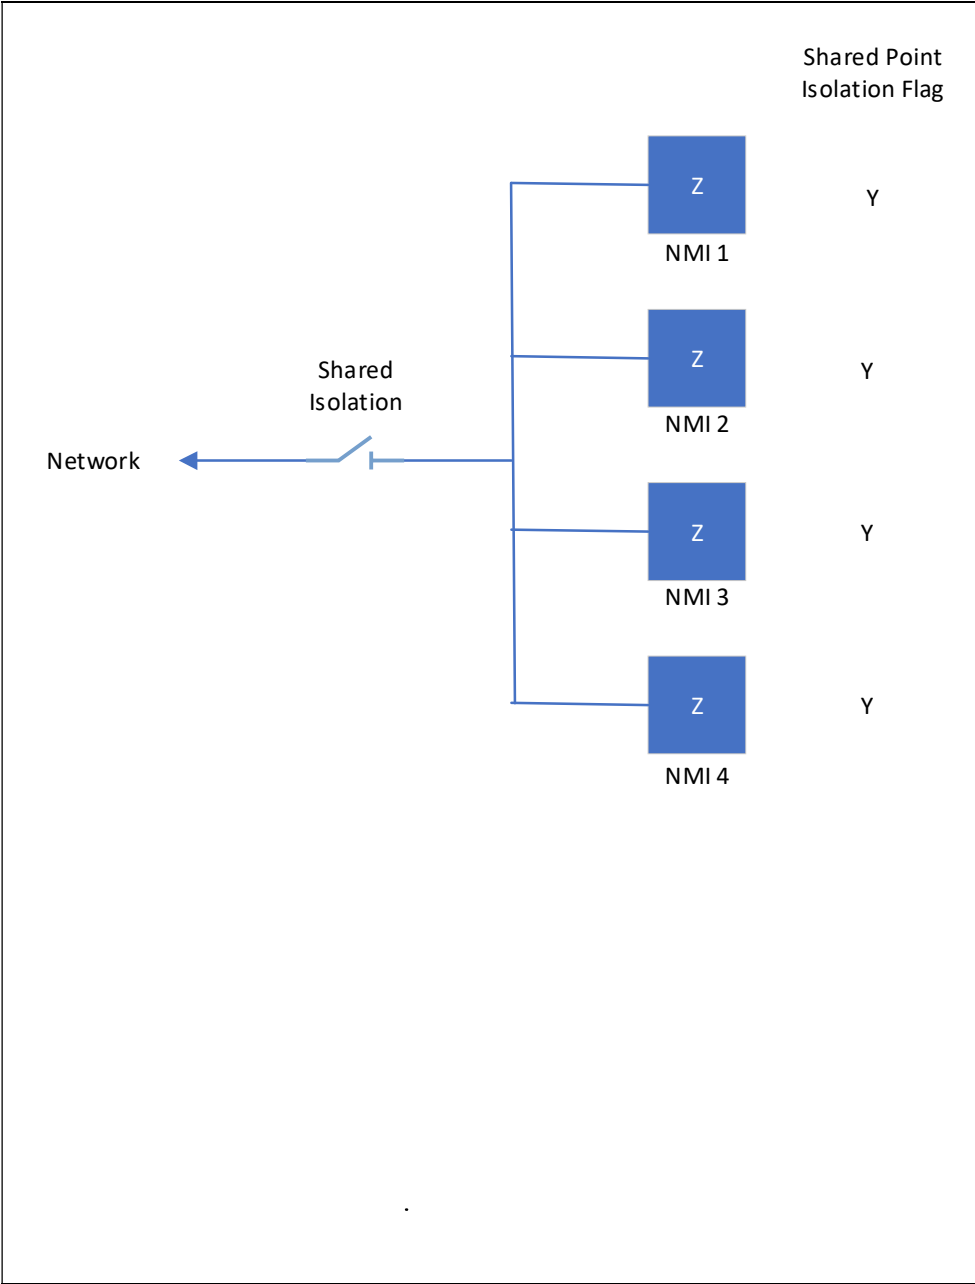 Shared Point
Isolation Flag
Z
Y
NMI 1
Z
Y
NMI 2
Shared
Isolation
Network
Z
Y
NMI 3
Z
Y
NMI 4
.